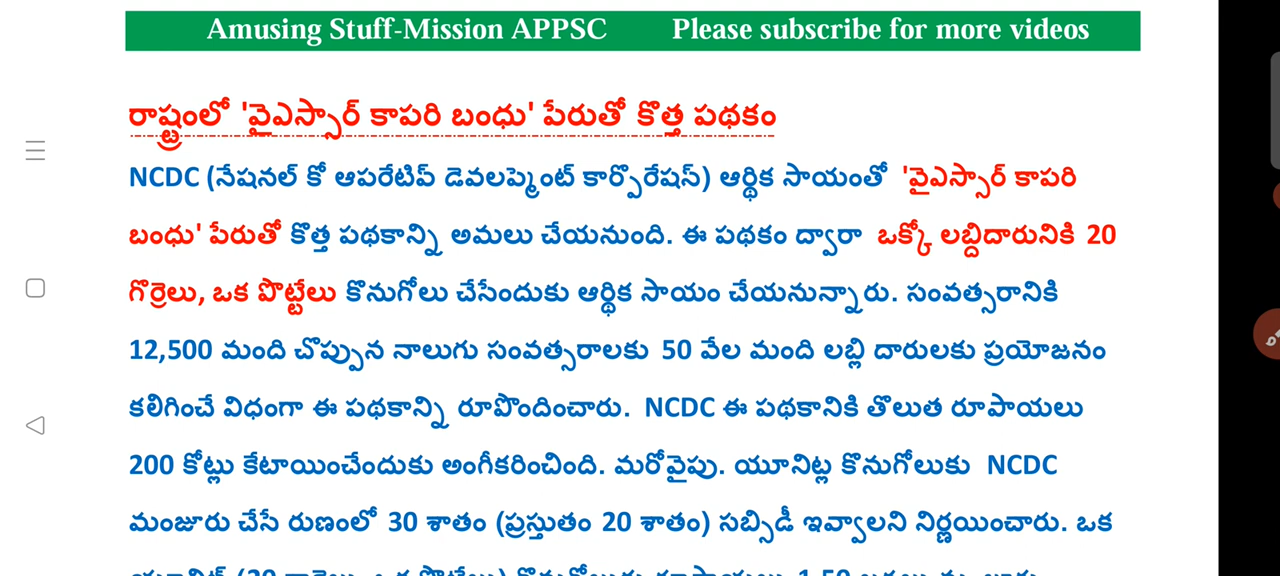 Amusing Stuff-Mission APPSC Please subscribe for more videos
రాష్ట్రంలో 'వైఎస్సార్ కాపరి బంధు' పేరుతో కొత్త పథకం
NCDC (నేషనల్ కో ఆపరేటివ్ డెవలప్మెంట్ కార్పొరేషన్) ఆర్థిక సాయంతో 'వైఎస్సార్ కాపరి
బంధు' పేరుతో కొత్త పథకాన్ని అమలు చేయనుంది. ఈ పథకం ద్వారా ఒక్కో లబ్దిదారునికి 20
గొర్రెలు, ఒక పొట్టేలు కొనుగోలు చేసేందుకు ఆర్థిక సాయం చేయనున్నారు. సంవత్సరానికి
12,500 మంది చొప్పున నాలుగు సంవత్సరాలకు 50 వేల మంది లబ్లి దారులకు ప్రయోజనం
కలిగించే విధంగా ఈ పథకాన్ని రూపొందించారు. NCDC ఈ పథకానికి తొలుత రూపాయలు
200 కోట్లు కేటాయించేందుకు అంగీకరించింది. మరోవైపు. యూనిట్ల కొనుగోలుకు NCDC
మంజూరు చేసే రుణంలో 30 శాతం (ప్రస్తుతం 20 శాతం) సబ్సిడీ ఇవ్వాలని నిర్ణయించారు. ఒక